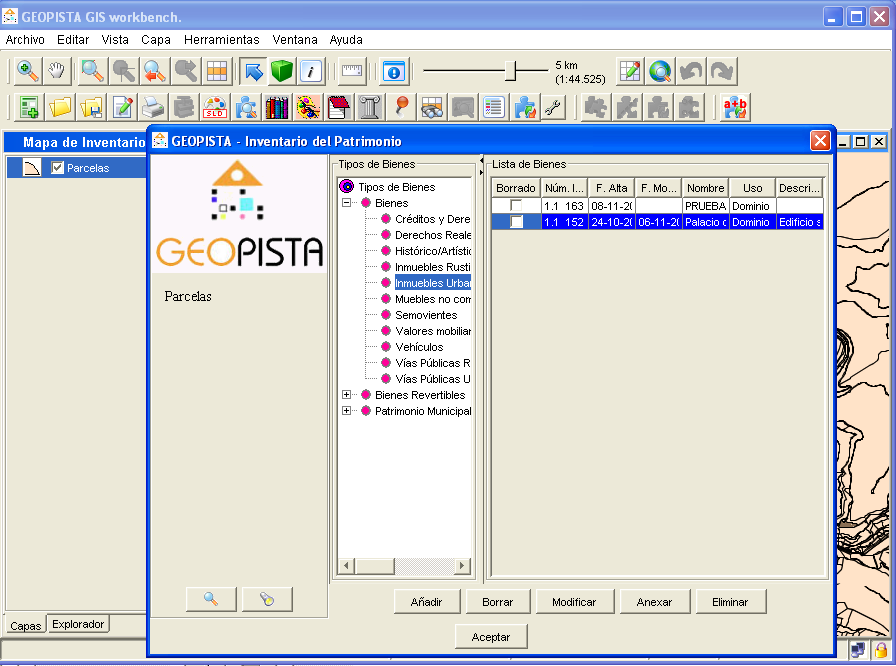 GEOPISTA GIS workbench.
Archivo Editar Vista Capa Herramientas Ventana Ayuda
5 km
(1:44.525)
SLD
a+b
Mapa de Inventario
GEOPISTA - Inventario del Patrimonio
Parcelas
GEOPISTA
Parcelas
Tipos de Bienes
Tipos de Bienes
Bienes
Créditos y Dere
Derechos Reale
Histórico/Artístic
Inmuebles Rusti
Inmuebles Urba
Muebles no com
Semovientes
Valores mobiliar
Vehículos
Vías Públicas R
Vías Públicas U
Bienes Revertibles
Patrimonio Municipal
Lista de Bienes
Borrado Núm. I... F. Alta F. Mo... Nombre Uso Descri...
1.1 163 08-11-20 PRUEBA Dominio
1.1 152 24-10-20 06-11-20 Palacio d Dominio Edificio s
Añadir Borrar Modificar Anexar Eliminar
Aceptar
Capas Explorador